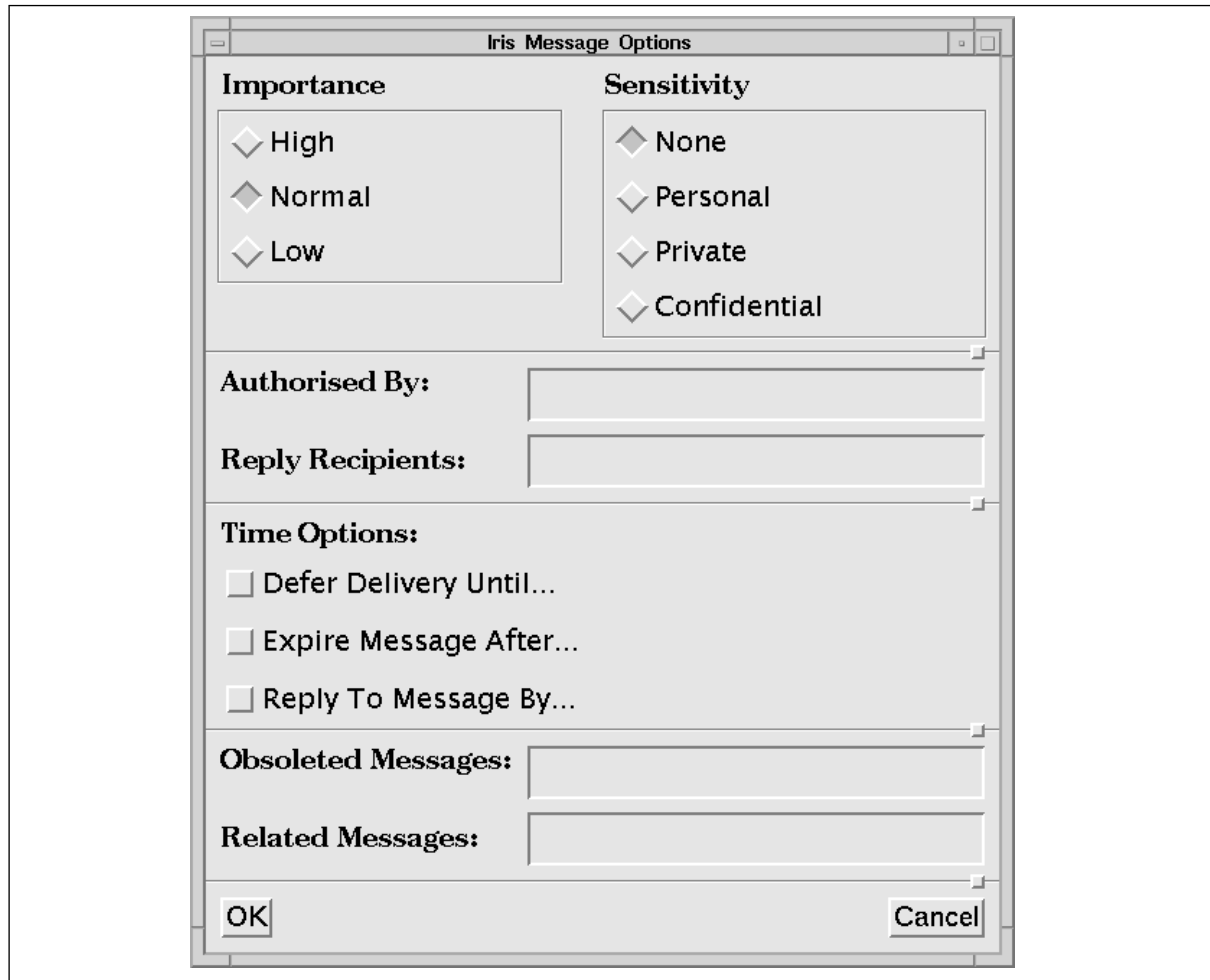 Iris Message Options
Importance
High
Normal
Low
Sensitivity
None
Personal
Private
Confidential
Authorised By:
Reply Recipients:
Time Options:
Defer Delivery Until...
Expire Message After...
Reply To Message By...
Obsoleted Messages:
Related Messages:
OK
Cancel